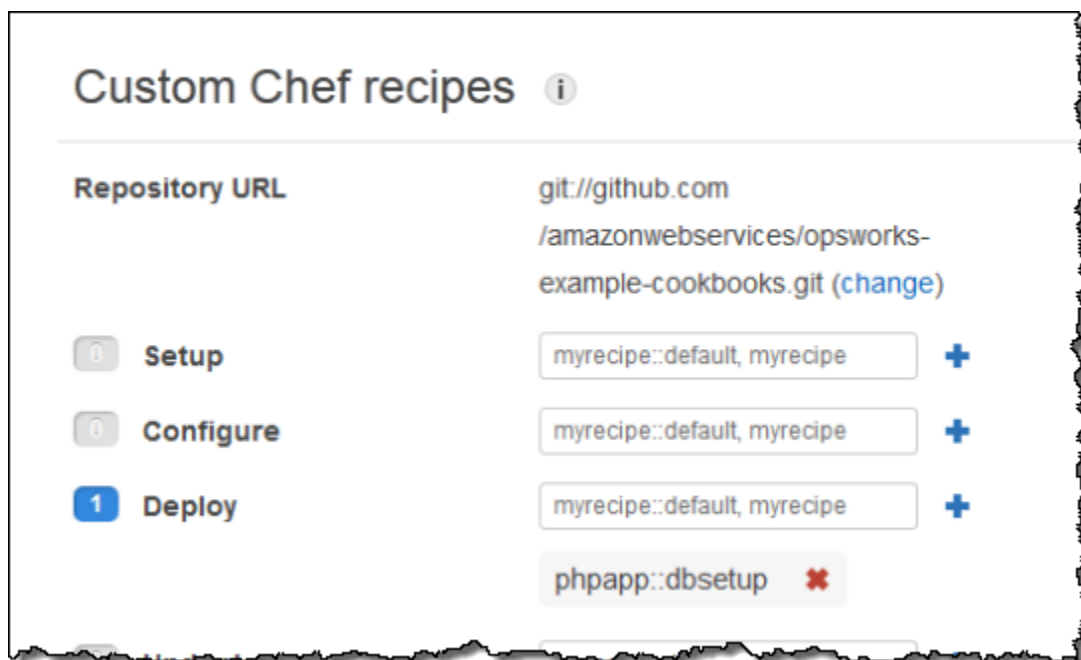 Custom Chef recipes i
Repository URL git://github.com
/amazonwebservices/opsworks-
example-cookbooks.git (change)
0 Setup myrecipe::default, myrecipe
0 Configure myrecipe::default, myrecipe
1 Deploy myrecipe::default, myrecipe
phpapp::dbsetup